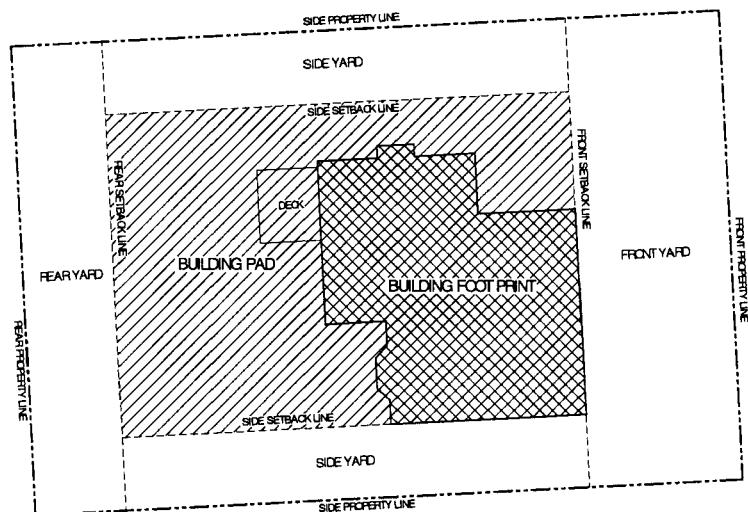 SIDE PROPERTY LINE
SIDE YARD
SIDE SETBACK LINE
REAR SETBACK LINE
FRONT SETBACK LINE
DECK
BUILDING PAD
BUILDING FOOT PRINT
REAR YARD
FRONT YARD
REAR PROPERTY LINE
FRONT PROPERTY LINE
SIDE SETBACK LINE
SIDE YARD
SIDE PROPERTY LINE